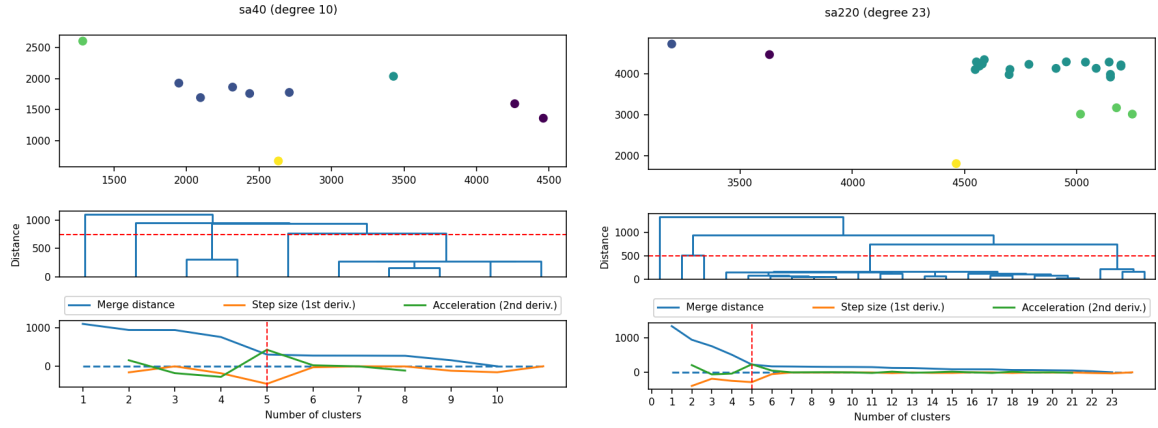 sa40 (degree 10)
2500
2000
1500
1000
1500
2000
2500
3000
3500
4000
4500
Distance
1000
500
0
Merge distance
Step size (1st deriv.)
Acceleration (2nd deriv.)
1000
0
1 2 3 4 5 6 7 8 9 10
Number of clusters
sa220 (degree 23)
4000
3000
2000
3500
4000
4500
5000
Distance
1000
500
0
Merge distance
Step size (1st deriv.)
Acceleration (2nd deriv.)
1000
0
0 1 2 3 4 5 6 7 8 9 10 11 12 13 14 15 16 17 18 19 20 21 22 23
Number of clusters